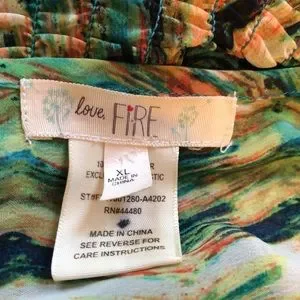 love, FIRE
XL
MADE IN
CHINA
RN#44480
MADE IN CHINA
SEE REVERSE FOR
CARE INSTRUCTIONS